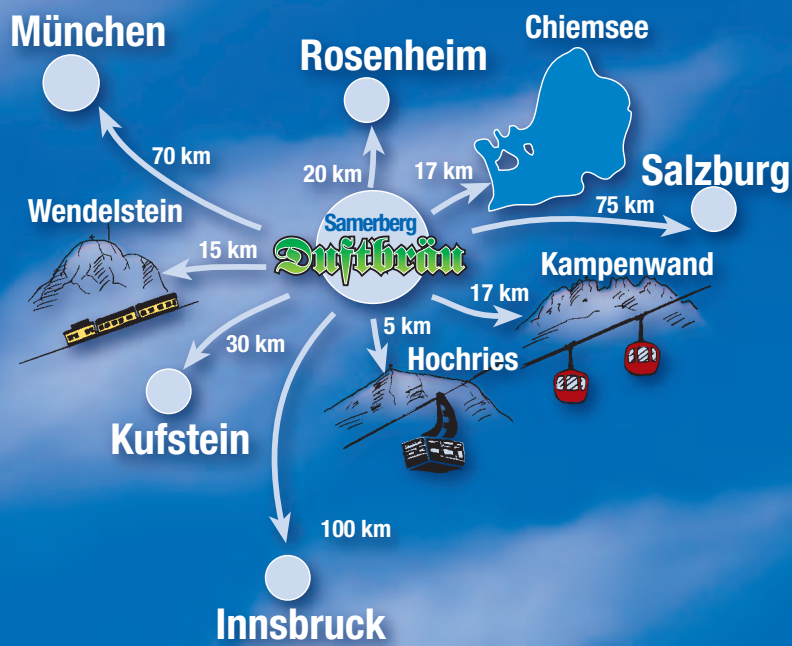 München
Rosenheim
Chiemsee
70 km
20 km
17 km
Salzburg
75 km
Wendelstein
Samerberg
Duftbräu
15 km
Kampenwand
17 km
30 km
5 km
Hochries
Kufstein
100 km
Innsbruck